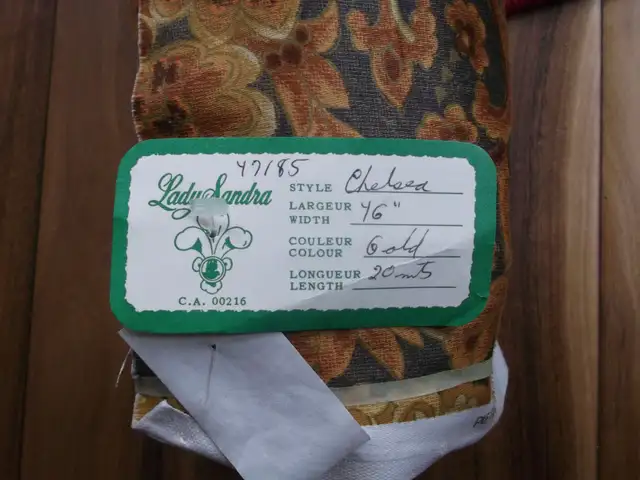 47185
Lady Sandra
STYLE Chelsea
LARGEUR
WIDTH 46"
COULEUR
COLOUR Gold
LONGUEUR
LENGTH 20 mts
C.A. 00216